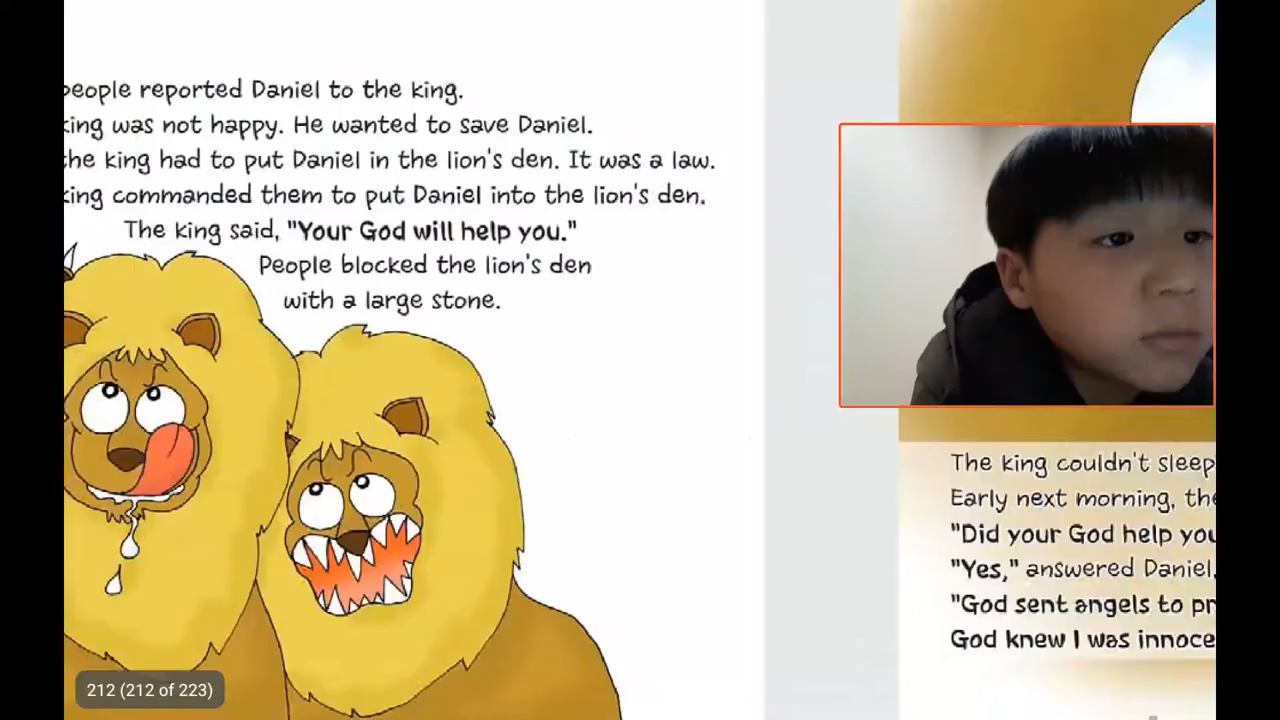 people reported Daniel to the king.
king was not happy. He wanted to save Daniel.
the king had to put Daniel in the lion's den. It was a law.
king commanded them to put Daniel into the lion's den.
The king said, "Your God will help you."
People blocked the lion's den
with a large stone.
The king couldn't sleep
Early next morning, the
"Did your God help you
"Yes," answered Daniel.
"God sent angels to
God knew I was
212 (212 of 223)